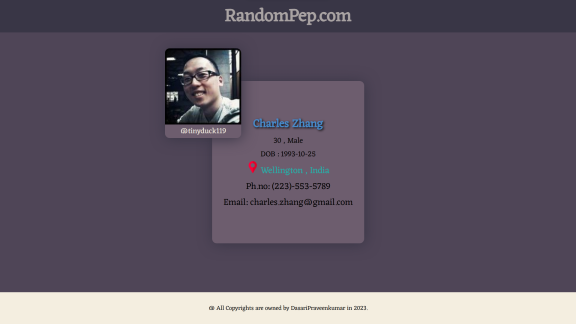 RandomPep.com
@tinyduck119
Charles Zhang
30 , Male
DOB : 1993-10-25
Wellington , India
Ph.no: (223)-553-5789
Email: charles.zhang@gmail.com
@ All Copyrights are owned by DasariPraveenkumar in 2023.